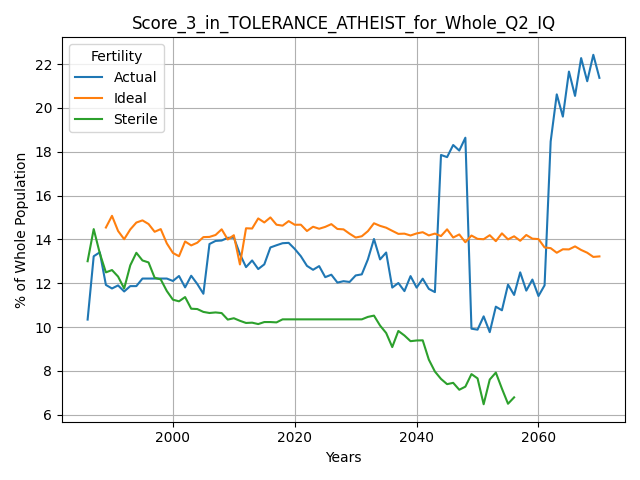 Score_3_in_TOLERANCE_ATHEIST_for_Whole_Q2_IQ
Fertility
Actual
Ideal
Sterile
% of Whole Population
22
20
18
16
14
12
10
8
6
2000 2020 2040 2060
Years